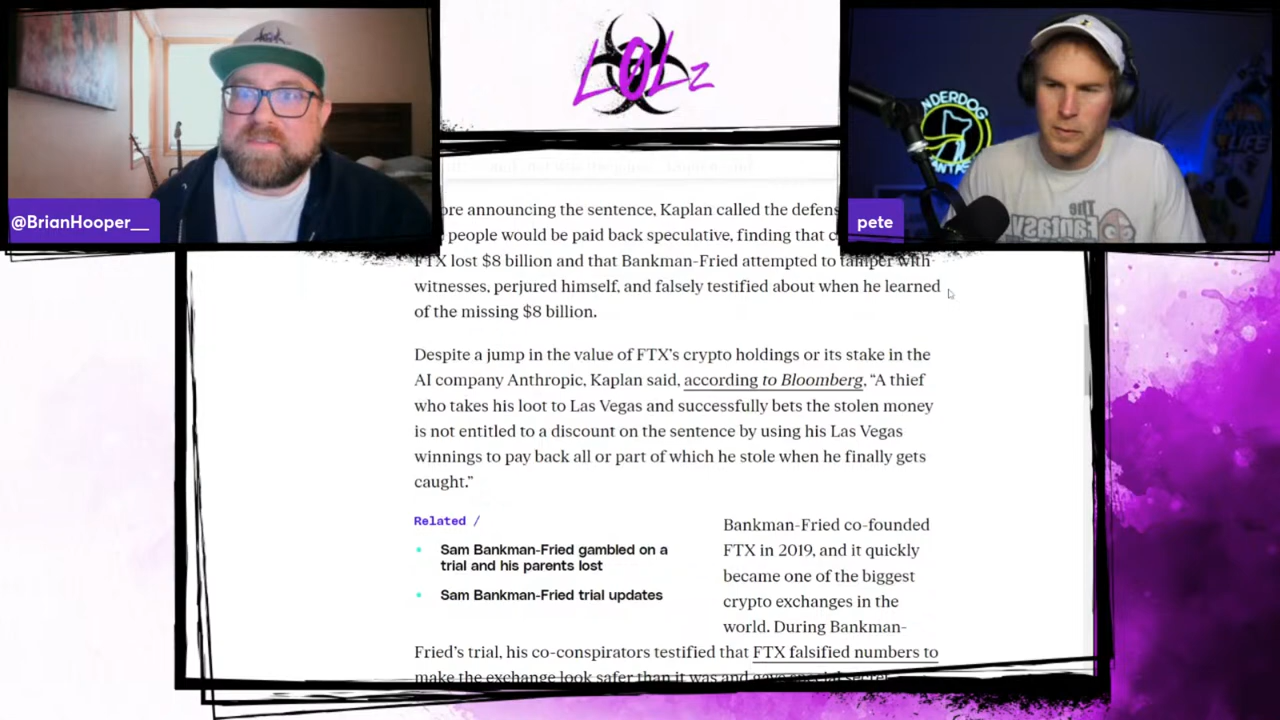 @BrianHooper__
L0Lz
NDERDOG
The
Fantasy
LIFE
pete
ore announcing the sentence, Kaplan called the defens
people would be paid back speculative, finding that c
FTX lost $8 billion and that Bankman-Fried attempted to tamper with
witnesses, perjured himself, and falsely testified about when he learned
of the missing $8 billion.
Despite a jump in the value of FTX’s crypto holdings or its stake in the
AI company Anthropic, Kaplan said, according to Bloomberg, “A thief
who takes his loot to Las Vegas and successfully bets the stolen money
is not entitled to a discount on the sentence by using his Las Vegas
winnings to pay back all or part of which he stole when he finally gets
caught.”
Related /
• Sam Bankman-Fried gambled on a
trial and his parents lost
• Sam Bankman-Fried trial updates
Bankman-Fried co-founded
FTX in 2019, and it quickly
became one of the biggest
crypto exchanges in the
world. During Bankman-
Fried’s trial, his co-conspirators testified that FTX falsified numbers to
make the exchange look safer than it was and gave special secret